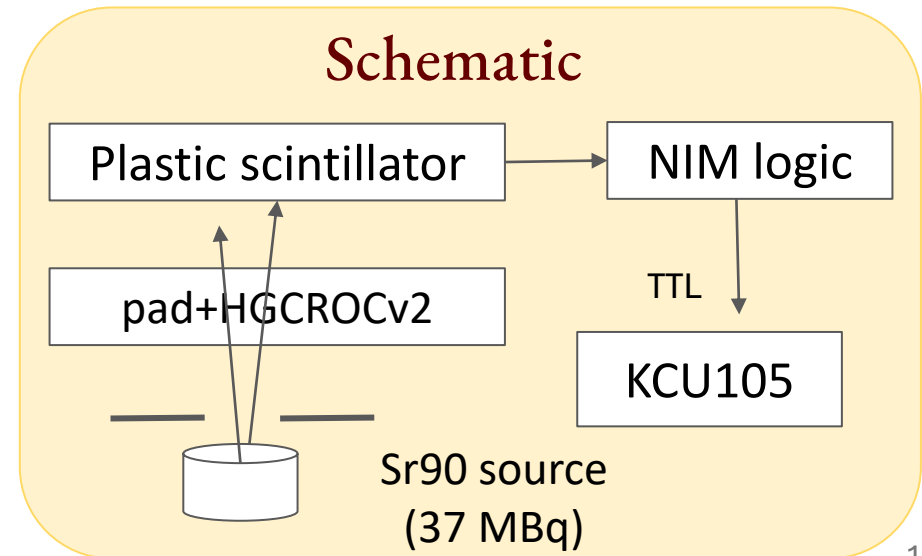 Schematic
Plastic scintillator
NIM logic
pad+HGCROCv2
TTL
KCU105
Sr90 source
(37 MBq)